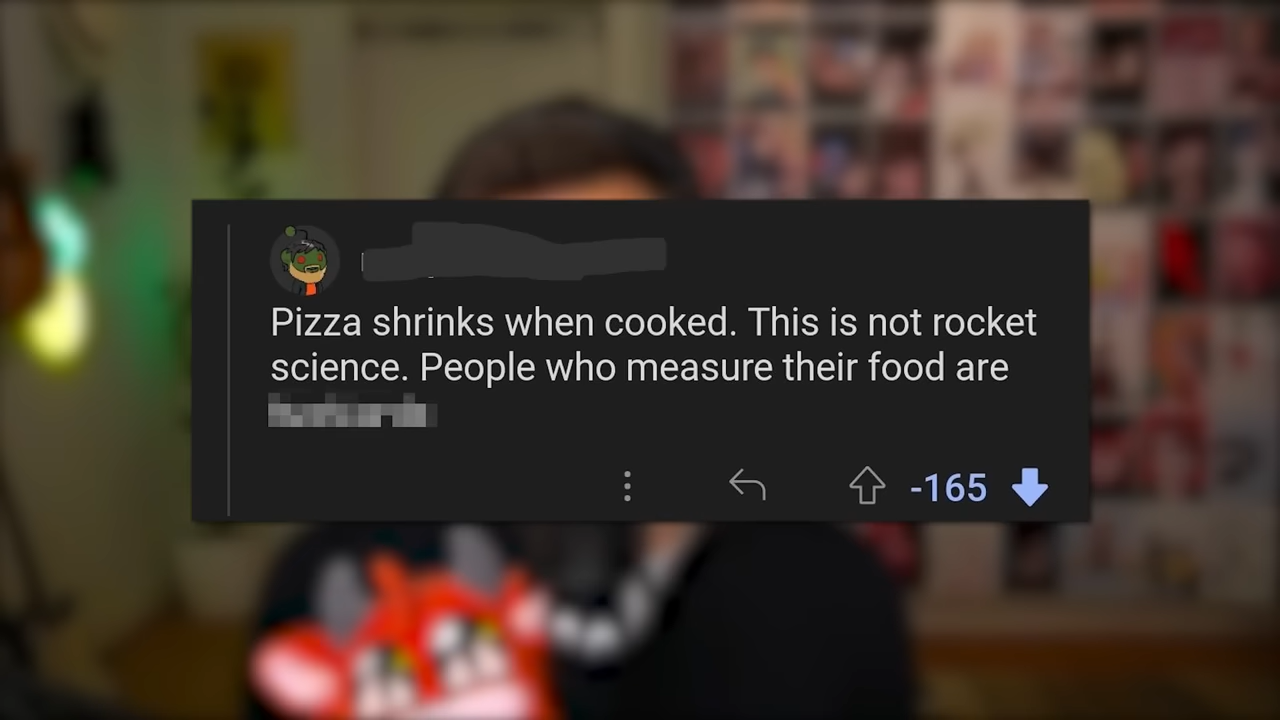 Pizza shrinks when cooked. This is not rocket
science. People who measure their food are
-165